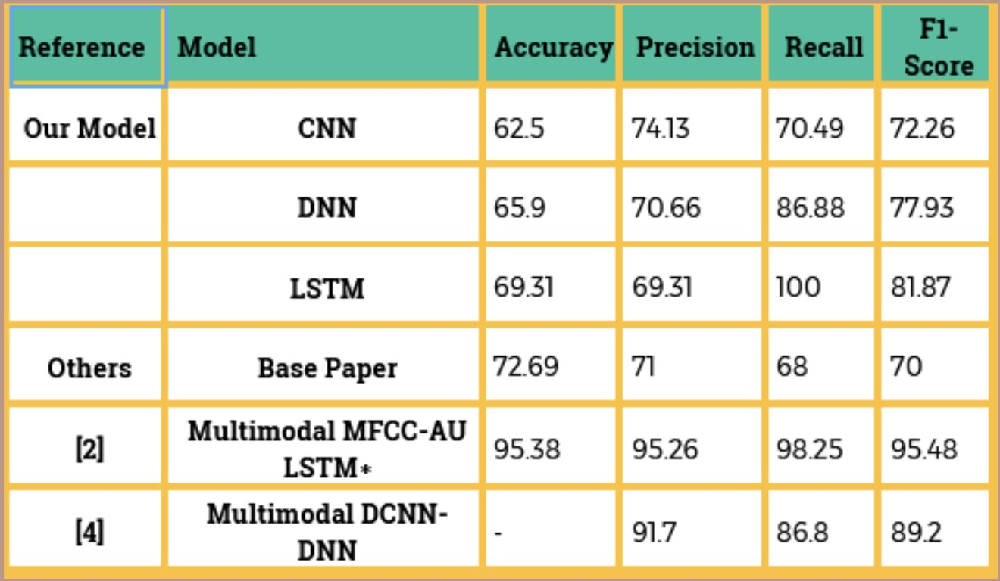 Reference Model Accuracy Precision Recall F1-
Score
Our Model CNN 62.5 74.13 70.49 72.26
DNN 65.9 70.66 86.88 77.93
LSTM 69.31 69.31 100 81.87
Others Base Paper 72.69 71 68 70
[2] Multimodal MFCC-AU
LSTM* 95.38 95.26 98.25 95.48
[4] Multimodal DCNN-
DNN - 91.7 86.8 89.2